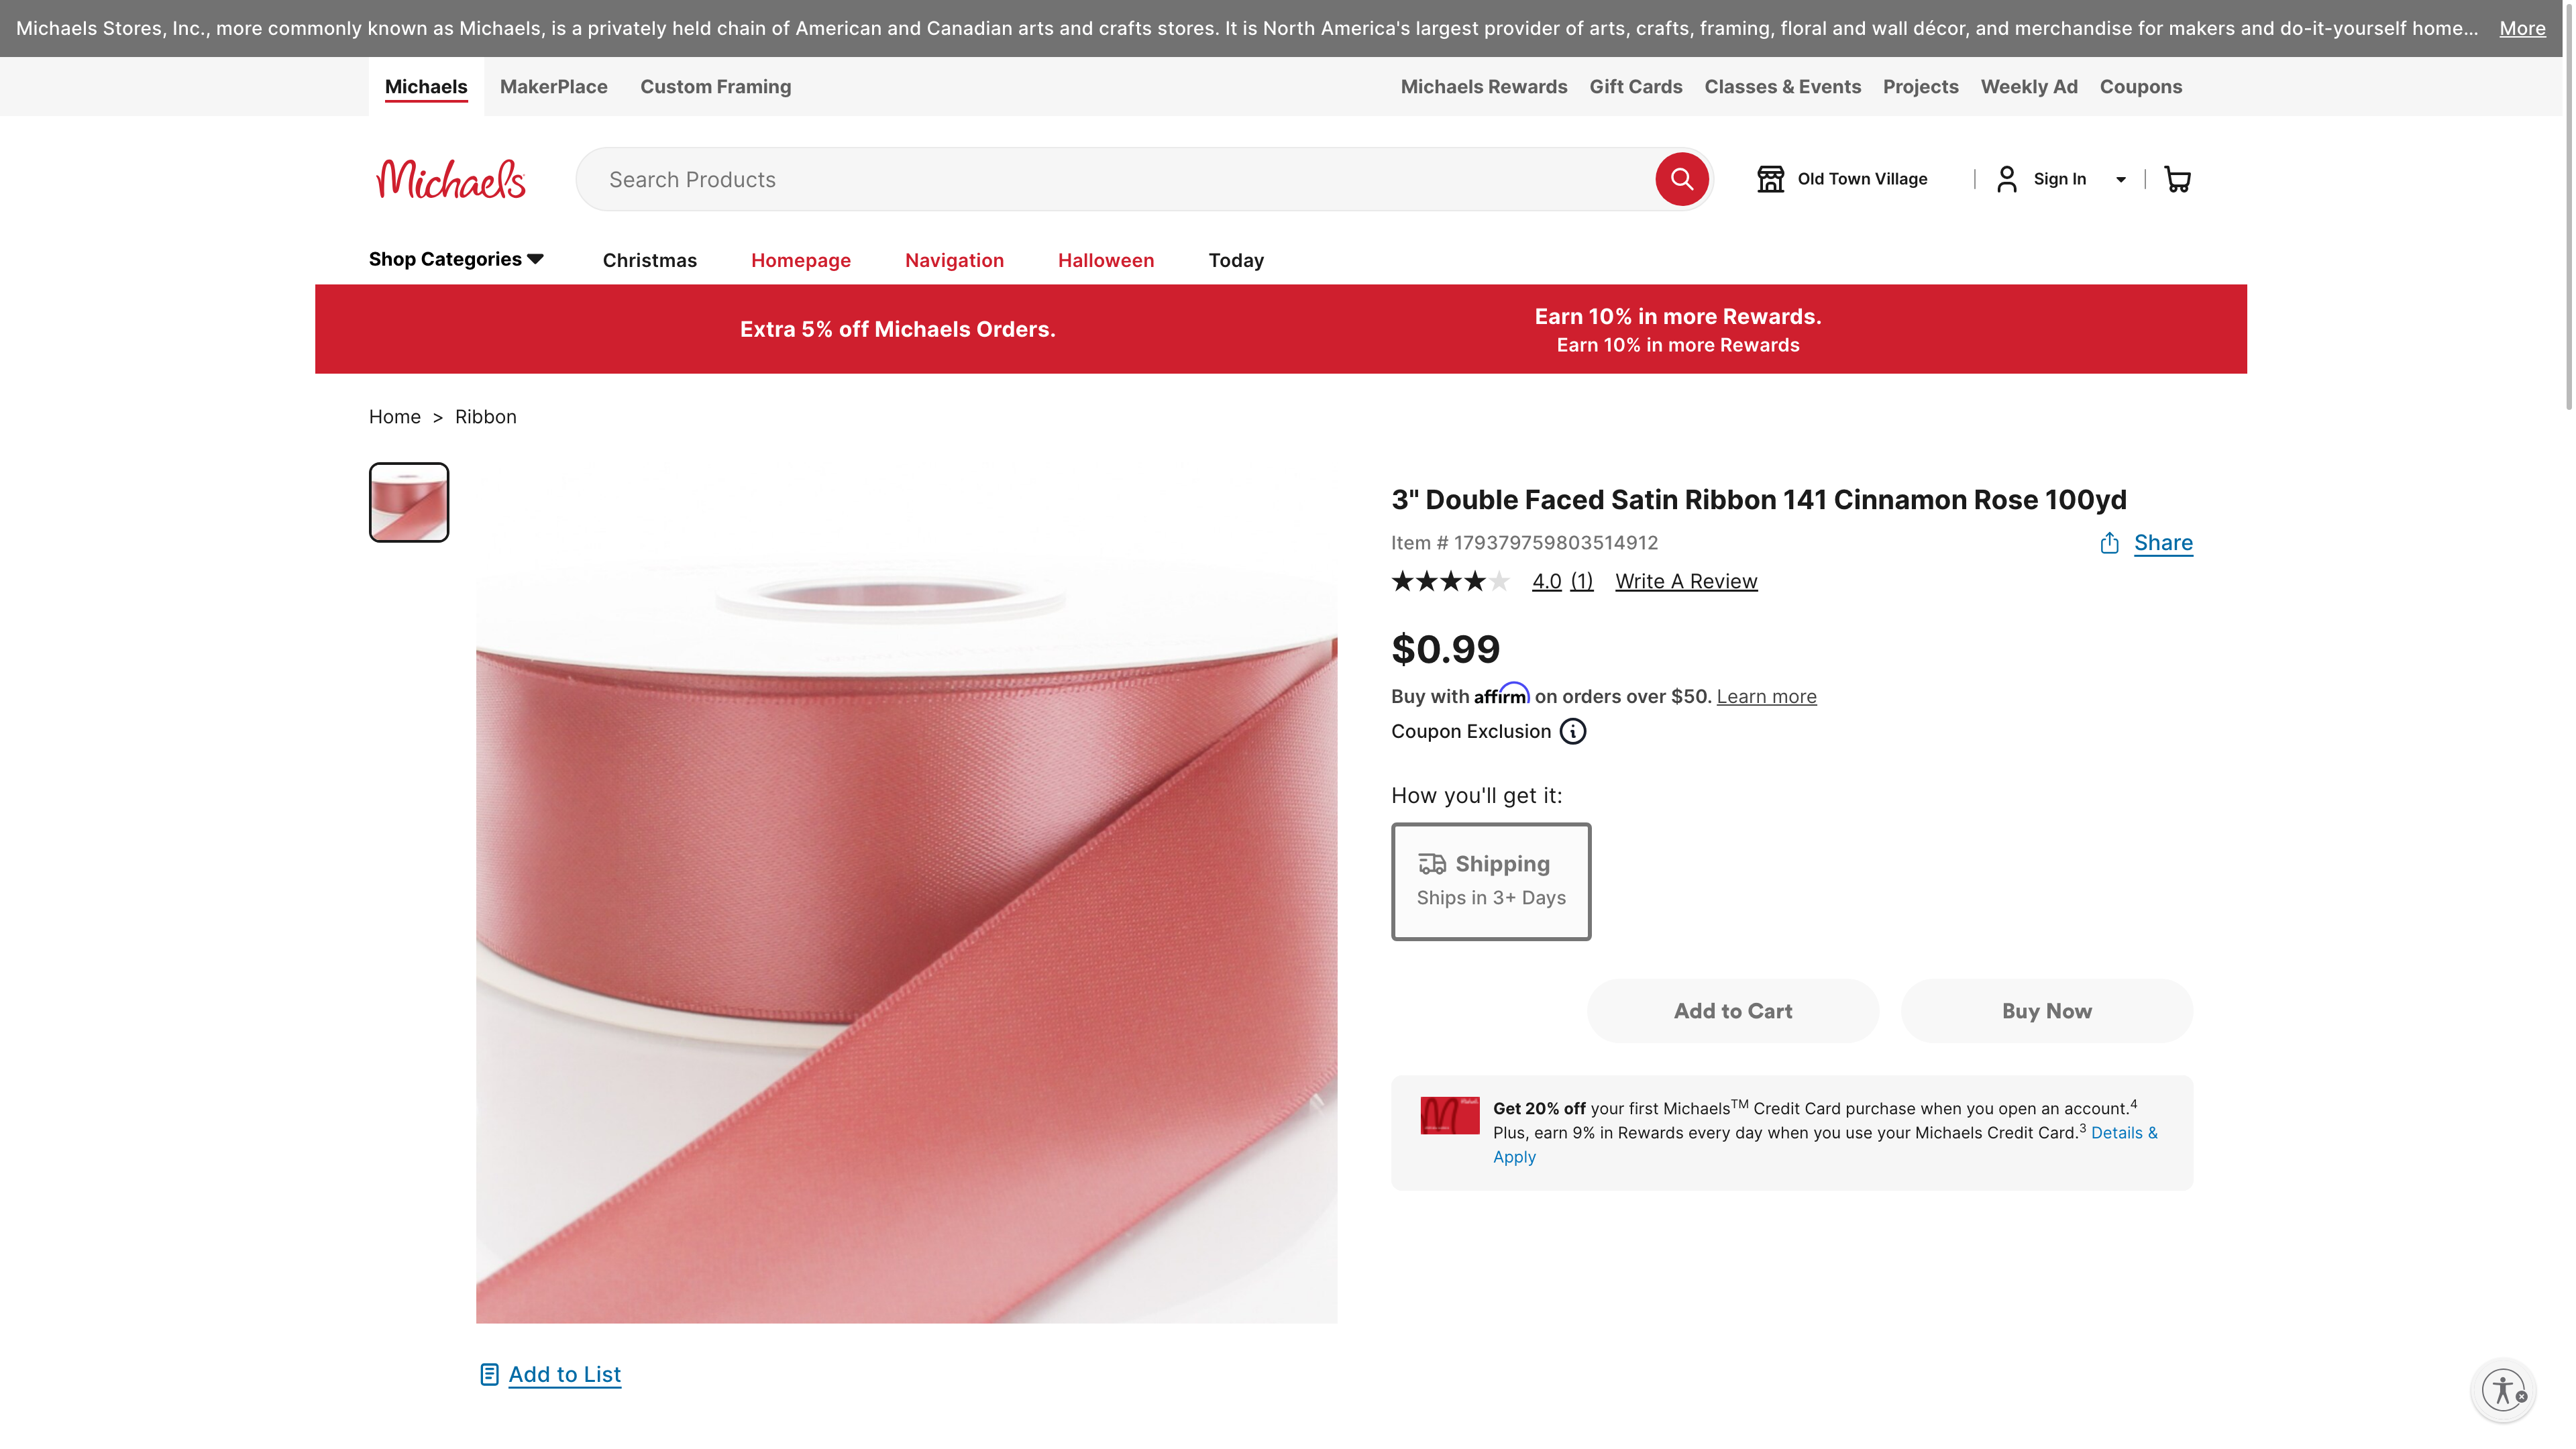 Michaels Stores, Inc., more commonly known as Michaels, is a privately held chain of American and Canadian arts and crafts stores. It is North America's largest provider of arts, crafts, framing, floral and wall décor, and merchandise for makers and do-it-yourself home... More
Michaels MakerPlace Custom Framing Michaels Rewards Gift Cards Classes & Events Projects Weekly Ad Coupons
Michaels Search Products Old Town Village | Sign In |
Shop Categories Christmas Homepage Navigation Halloween Today
Extra 5% off Michaels Orders.
Earn 10% in more Rewards.
Earn 10% in more Rewards
Home > Ribbon
3" Double Faced Satin Ribbon 141 Cinnamon Rose 100yd
Item # 179379759803514912
Share
4.0 (1) Write A Review
$0.99
Buy with affirm on orders over $50. Learn more
Coupon Exclusion
How you'll get it:
Shipping
Ships in 3+ Days
Add to Cart Buy Now
Get 20% off your first Michaels™ Credit Card purchase when you open an account.⁴
Plus, earn 9% in Rewards every day when you use your Michaels Credit Card.³ Details &
Apply
Add to List